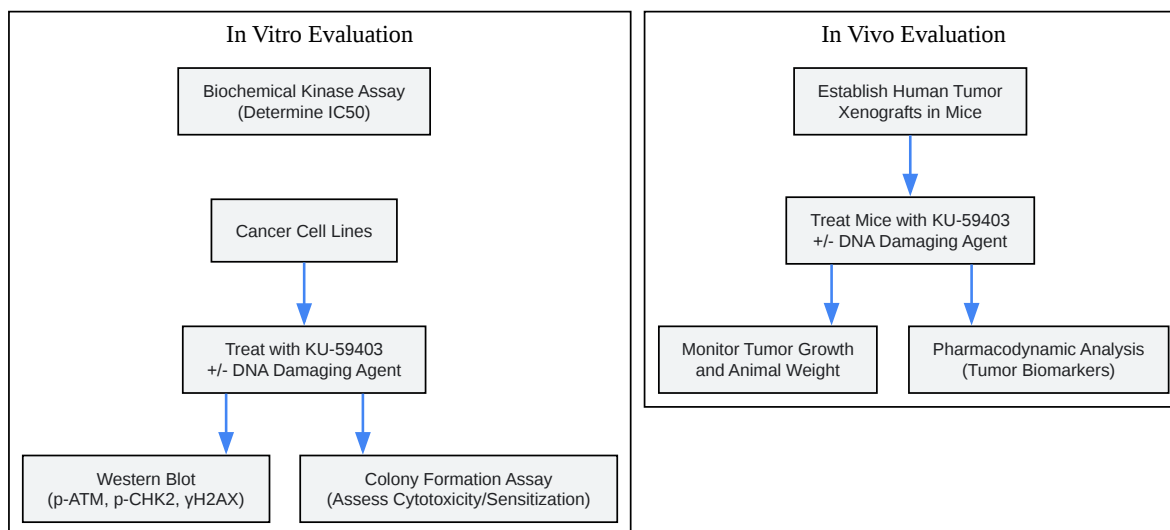 In Vitro Evaluation
Biochemical Kinase Assay
(Determine IC50)
Cancer Cell Lines
Treat with KU-59403
+/- DNA Damaging Agent
Western Blot
(p-ATM, p-CHK2, γH2AX)
Colony Formation Assay
(Assess Cytotoxicity/Sensitization)
In Vivo Evaluation
Establish Human Tumor
Xenografts in Mice
Treat Mice with KU-59403
+/- DNA Damaging Agent
Monitor Tumor Growth
and Animal Weight
Pharmacodynamic Analysis
(Tumor Biomarkers)